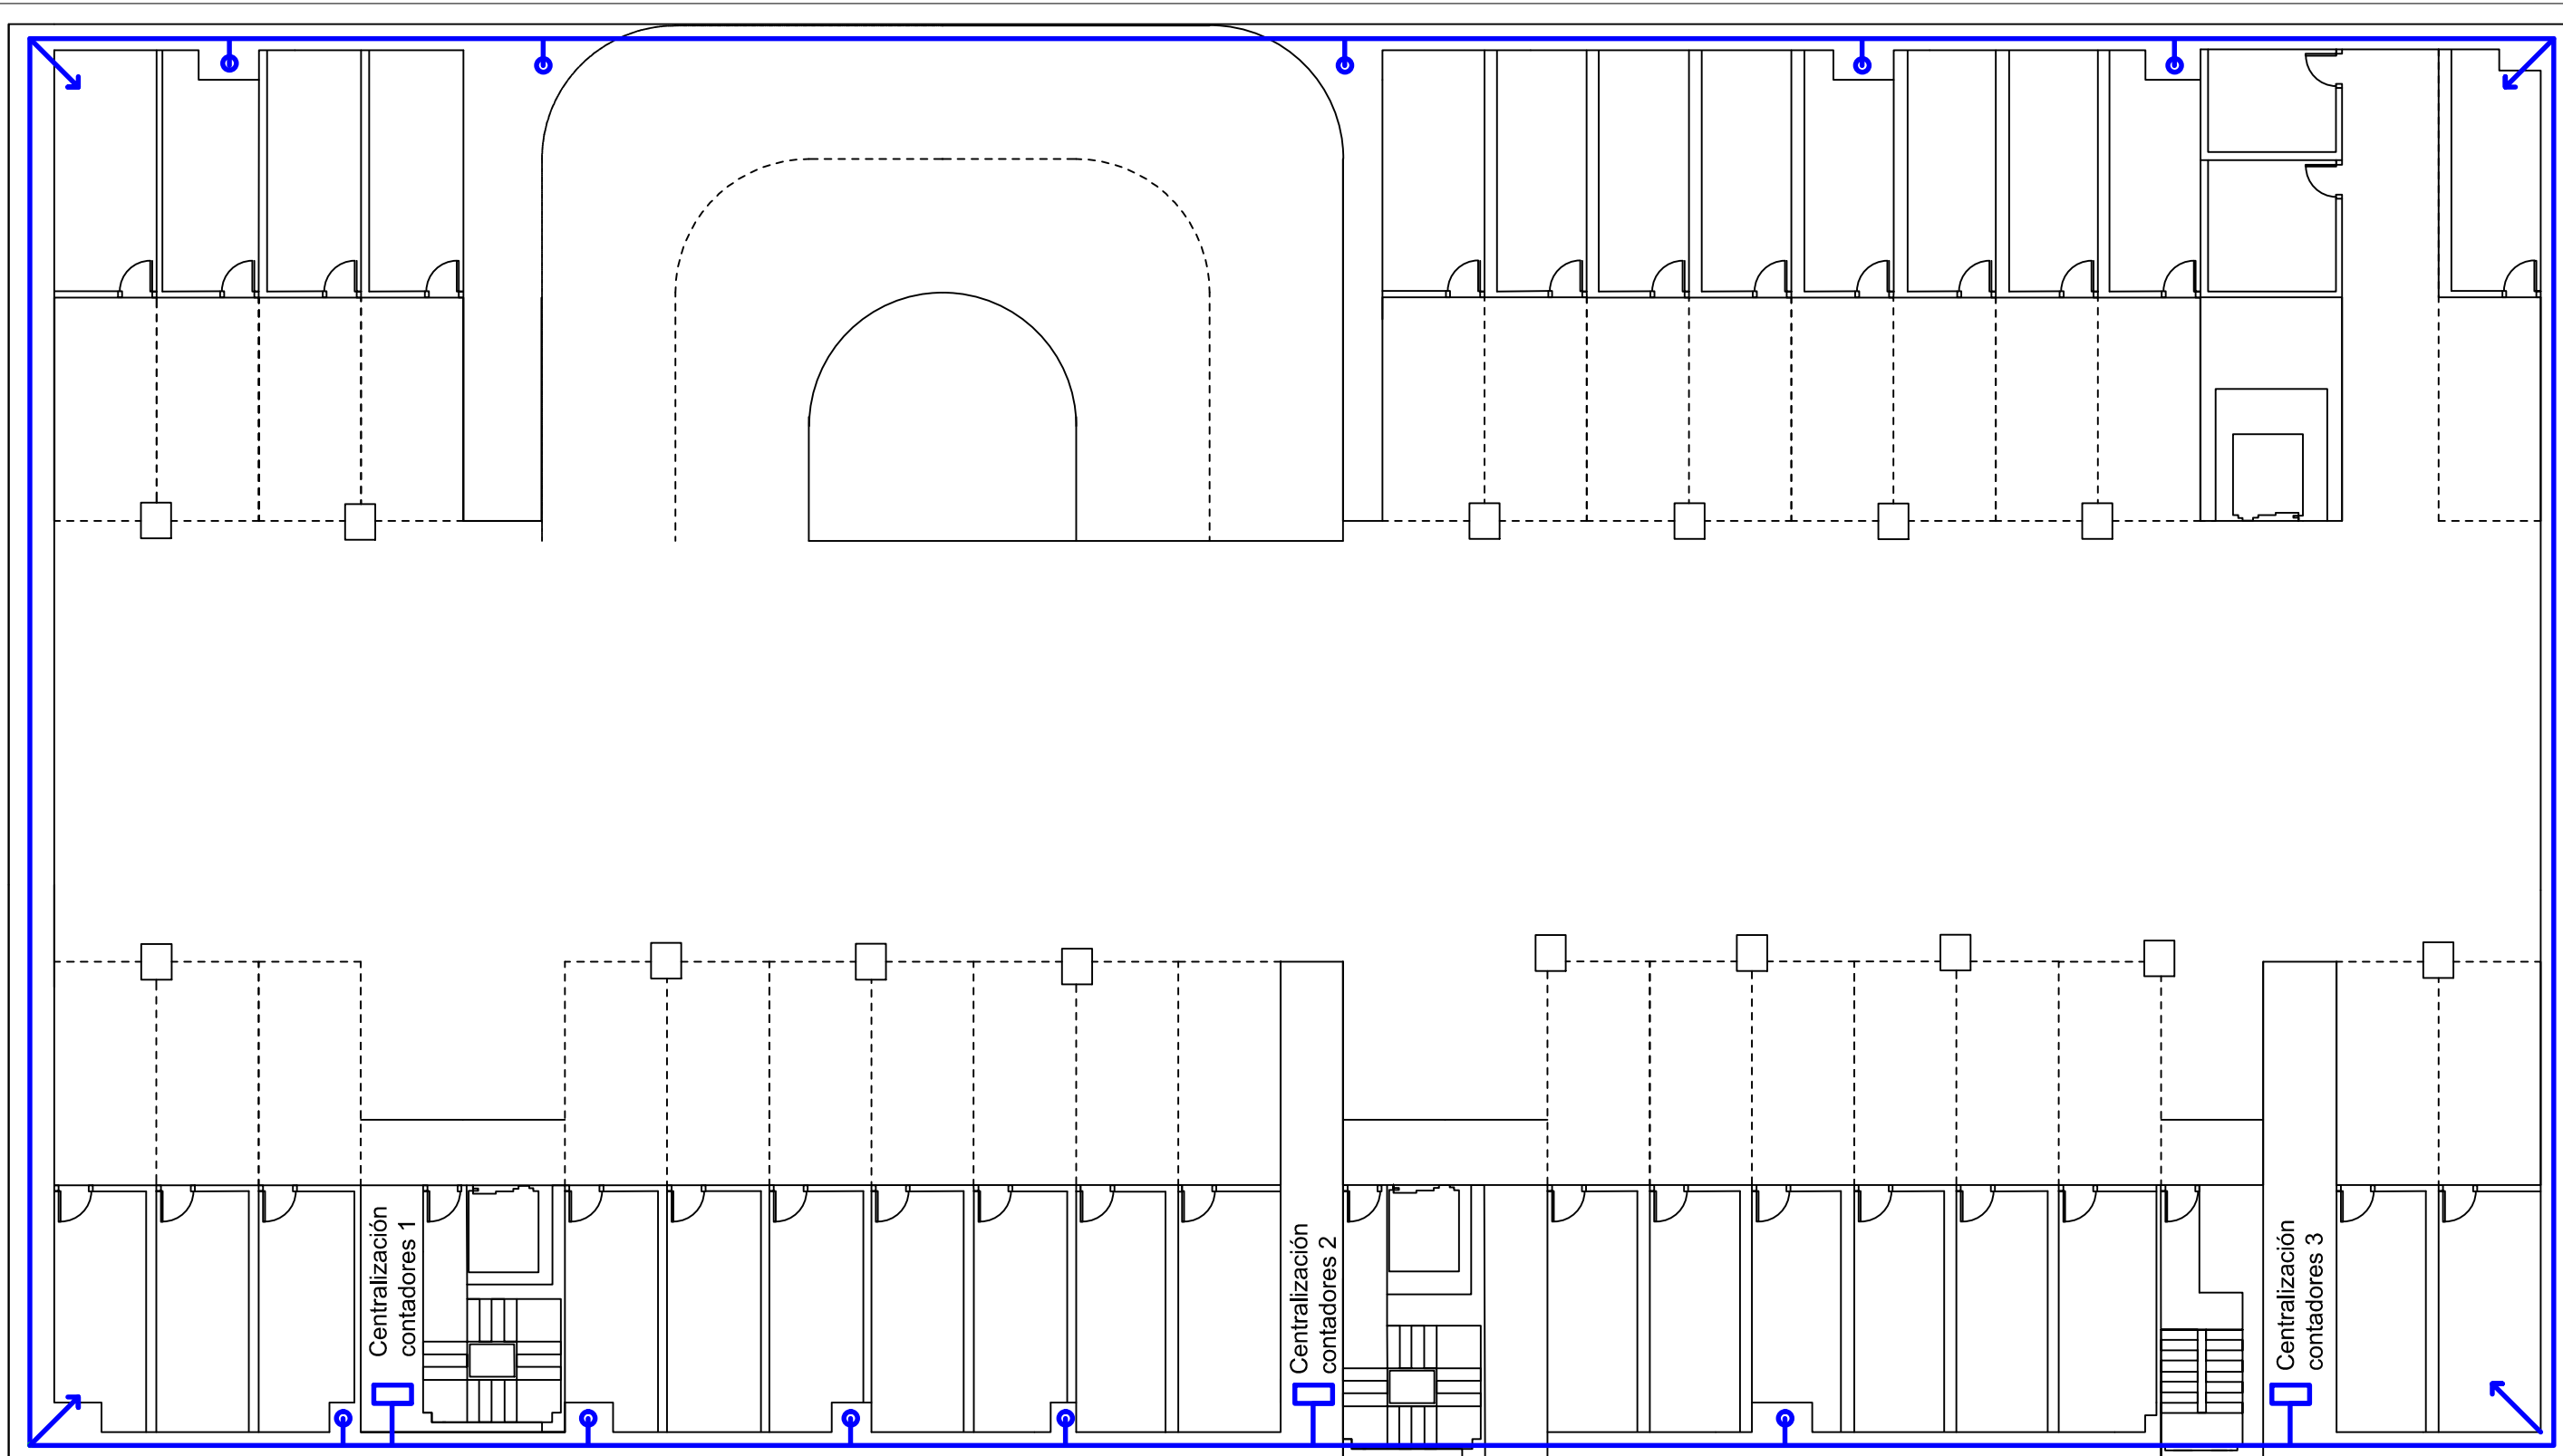 Centralización
contadores 1
Centralización
contadores 2
Centralización
contadores 3